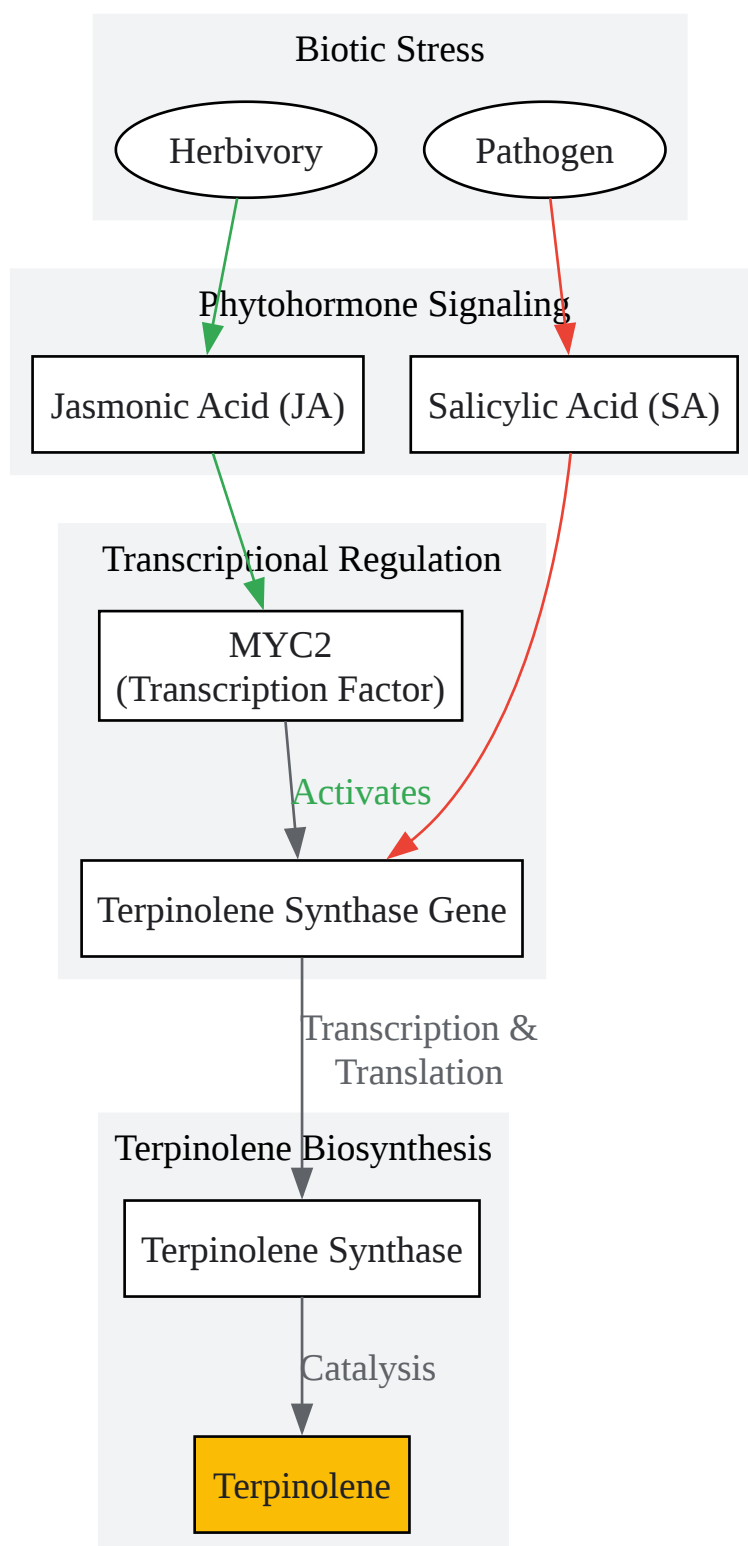 Biotic Stress
Herbivory
Pathogen
Phytohormone Signaling
Jasmonic Acid (JA)
Salicylic Acid (SA)
Transcriptional Regulation
MYC2
(Transcription Factor)
Activates
Terpinolene Synthase Gene
Transcription &
Translation
Terpinolene Biosynthesis
Terpinolene Synthase
Catalysis
Terpinolene